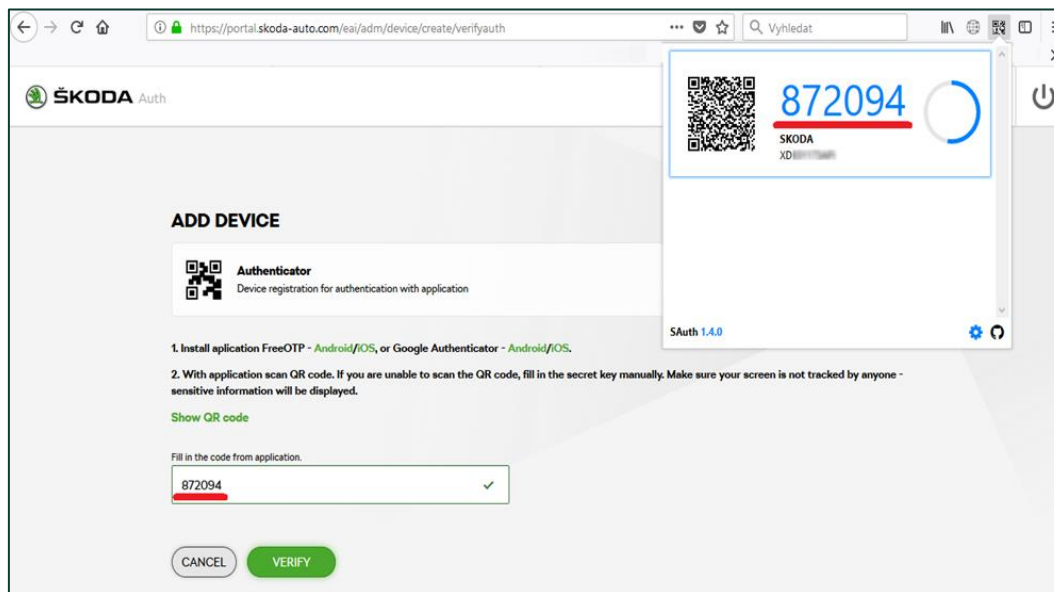 https://portal.skoda-auto.com/eai/adm/device/create/verifyauth
Vyhledat
ŠKODA Auth
872094
SKODA
XD
ADD DEVICE
Authenticator
Device registration for authentication with application
SAuth 1.4.0
1. Install aplication FreeOTP - Android/iOS, or Google Authenticator - Android/iOS.
2. With application scan QR code. If you are unable to scan the QR code, fill in the secret key manually. Make sure your screen is not tracked by anyone -
sensitive information will be displayed.
Show QR code
Fill in the code from application.
872094
CANCEL
VERIFY